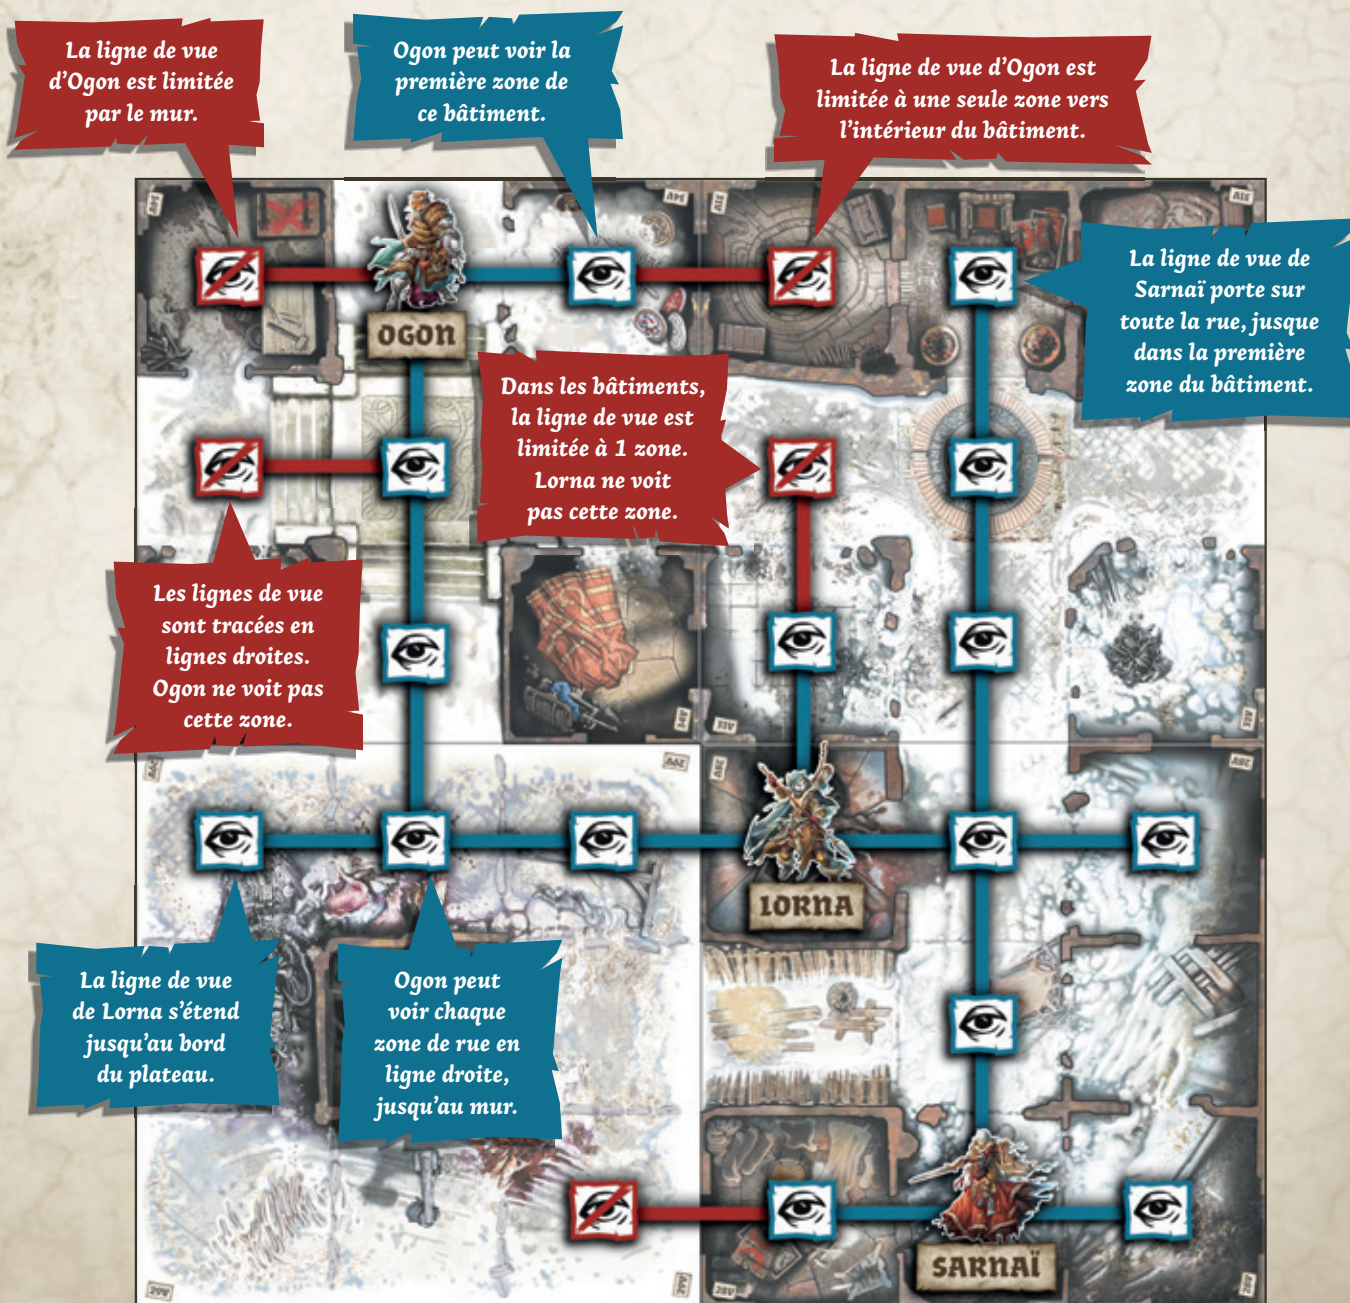 La ligne de vue
d'Ogon est limitée
par le mur.
Ogon peut voir la
première zone de
ce bâtiment.
La ligne de vue d'Ogon est
limitée à une seule zone vers
l'intérieur du bâtiment.
La ligne de vue de
Sarnaï porte sur
toute la rue, jusque
dans la première
zone du bâtiment.
OGON
Dans les bâtiments,
la ligne de vue est
limitée à 1 zone.
Lorna ne voit
pas cette zone.
Les lignes de vue
sont tracées en
lignes droites.
Ogon ne voit pas
cette zone.
LORNA
La ligne de vue
de Lorna s'étend
jusqu'au bord
du plateau.
Ogon peut
voir chaque
zone de rue en
ligne droite,
jusqu'au mur.
SARNAÏ